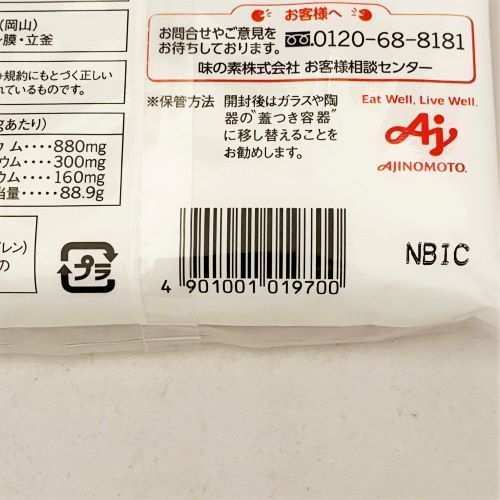 (岡山)
膜・立釜
規約にもとづく正しい
れているものです。
gあたり)
ウム・・・・880mg
ウム・・・・300mg
ウム・・・・160mg
当量・・・・88.9g
レン)
の
プラ
お客様へ
お問合せやご意見を
お待ちしております。
0120-68-8181
味の素株式会社 お客様相談センター
※保管方法 開封後はガラスや陶
器の"蓋つき容器"
に移し替えることを
お勧めします。
Eat Well, Live Well.
Aj
AJINOMOTO.
4 901001 019700
NBIC